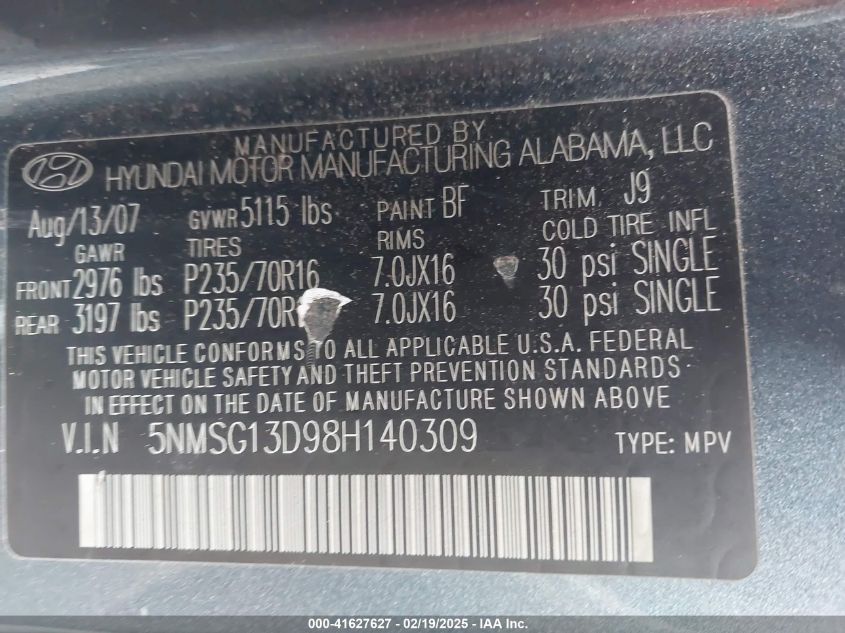 MANUFACTURED BY
HYUNDAI MOTOR MANUFACTURING ALABAMA, LLC
Aug/13/07 GVWR 5115 lbs PAINT BF TRIM J9
GAWR TIRES RIMS COLD TIRE INFL
FRONT 2976 lbs P235/70R16 7.0JX16 30 psi SINGLE
REAR 3197 lbs P235/70R 7.0JX16 30 psi SINGLE
THIS VEHICLE CONFORMS TO ALL APPLICABLE U.S.A. FEDERAL
MOTOR VEHICLE SAFETY AND THEFT PREVENTION STANDARDS
IN EFFECT ON THE DATE OF MANUFACTURE SHOWN ABOVE
V.I.N 5NMSG13D98H140309 TYPE: MPV
000-41627627 - 02/19/2025 - IAA Inc.